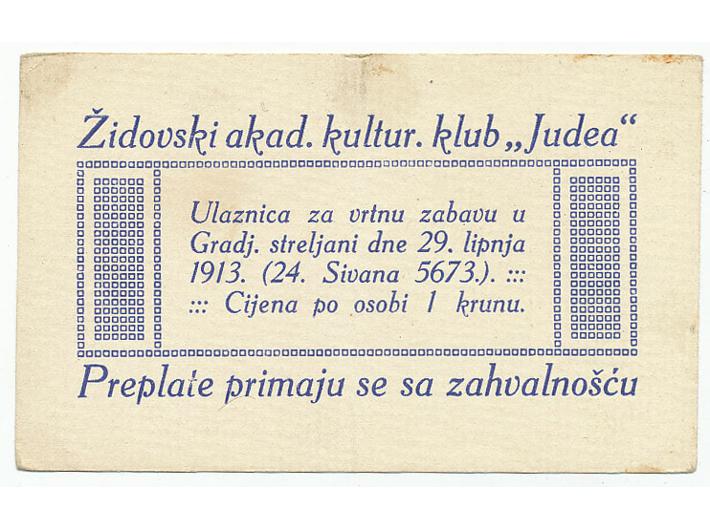 Židovski akad. kultur. klub „Judea“
Ulaznica za vrtnu zabavu u
Gradj. streljani dne 29. lipnja
1913. (24. Sivana 5673.). :::
::: Cijena po osobi 1 krunu.
Preplate primaju se sa zahvalnošću